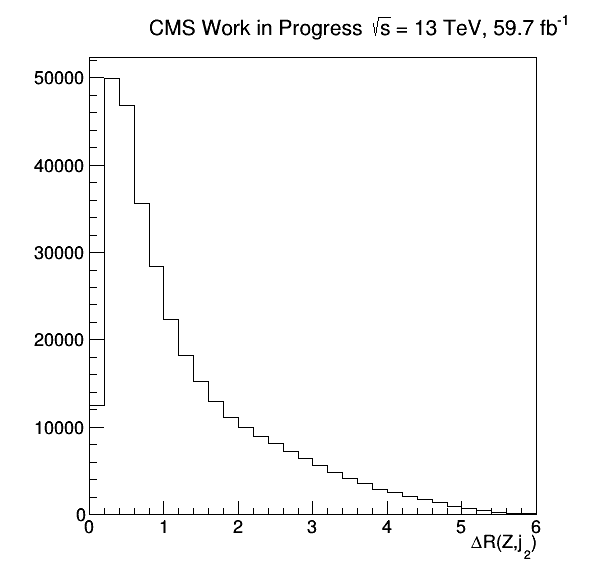 CMS Work in Progress √s = 13 TeV, 59.7 fb⁻¹
50000
40000
30000
20000
10000
0
0 1 2 3 4 5 6
ΔR(Z,j₂)